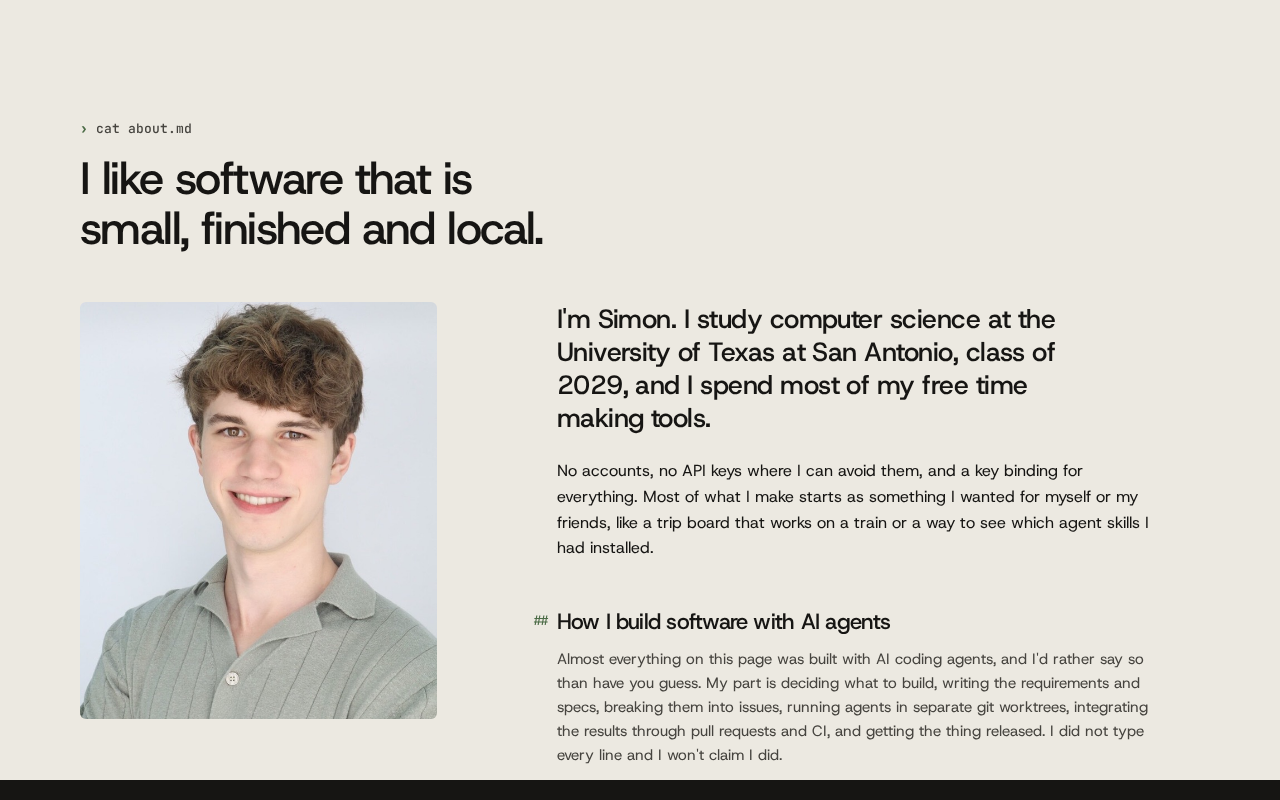 › cat about.md
I like software that is
small, finished and local.
I'm Simon. I study computer science at the
University of Texas at San Antonio, class of
2029, and I spend most of my free time
making tools.
No accounts, no API keys where I can avoid them, and a key binding for
everything. Most of what I make starts as something I wanted for myself or my
friends, like a trip board that works on a train or a way to see which agent skills I
had installed.
## How I build software with AI agents
Almost everything on this page was built with AI coding agents, and I'd rather say so
than have you guess. My part is deciding what to build, writing the requirements and
specs, breaking them into issues, running agents in separate git worktrees, integrating
the results through pull requests and CI, and getting the thing released. I did not type
every line and I won't claim I did.